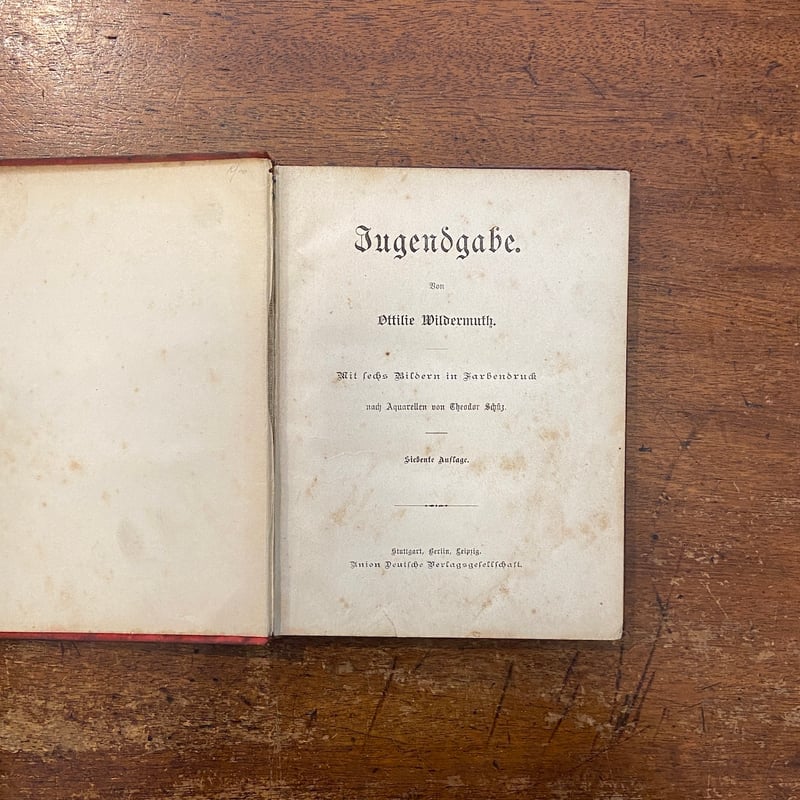 Jugendgabe.
Von
Ottilie Wildermuth.
Mit sechs Bildern in Farbendruck
nach Aquarellen von Theodor Schüz.
Siebente Auflage.
Stuttgart, Berlin, Leipzig.
Union Deutsche Verlagsgesellschaft.